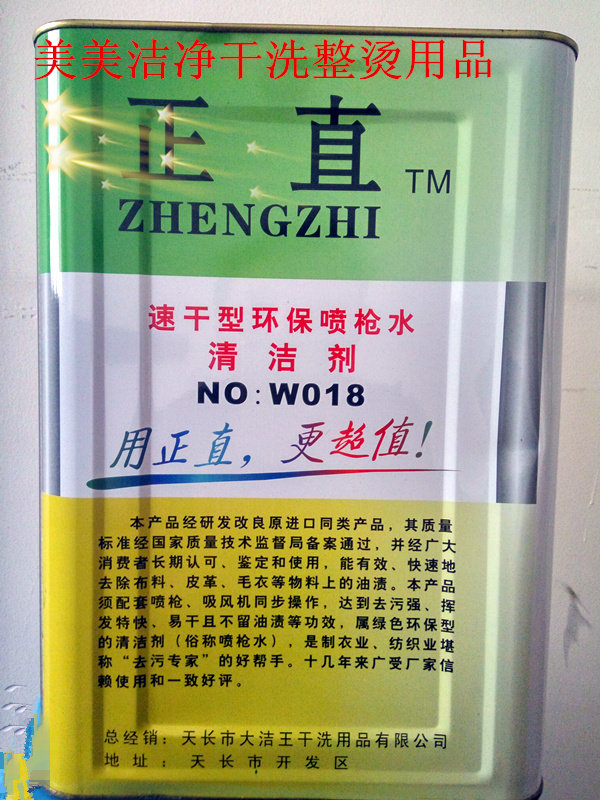 美美洁净干洗整烫用品
正直 TM
ZHENGZHI
速干型环保喷枪水
清洁剂
NO:W018
用正直，更超值!
本产品经研发改良原进口同类产品，其质量
标准经国家质量技术监督局备案通过，并经广大
消费者长期认可、鉴定和使用，能有效、快速地
去除布料、皮革、毛衣等物料上的油渍。本产品
须配套喷枪、吸风机同步操作，达到去污强、挥
发特快、易干且不留油渍等功效，属绿色环保型
的清洁剂（俗称喷枪水），是制衣业、纺织业堪
称“去污专家”的好帮手。十几年来广受厂家信
赖使用和一致好评。
总经销：天长市大洁王干洗用品有限公司
地址：天长市开发区